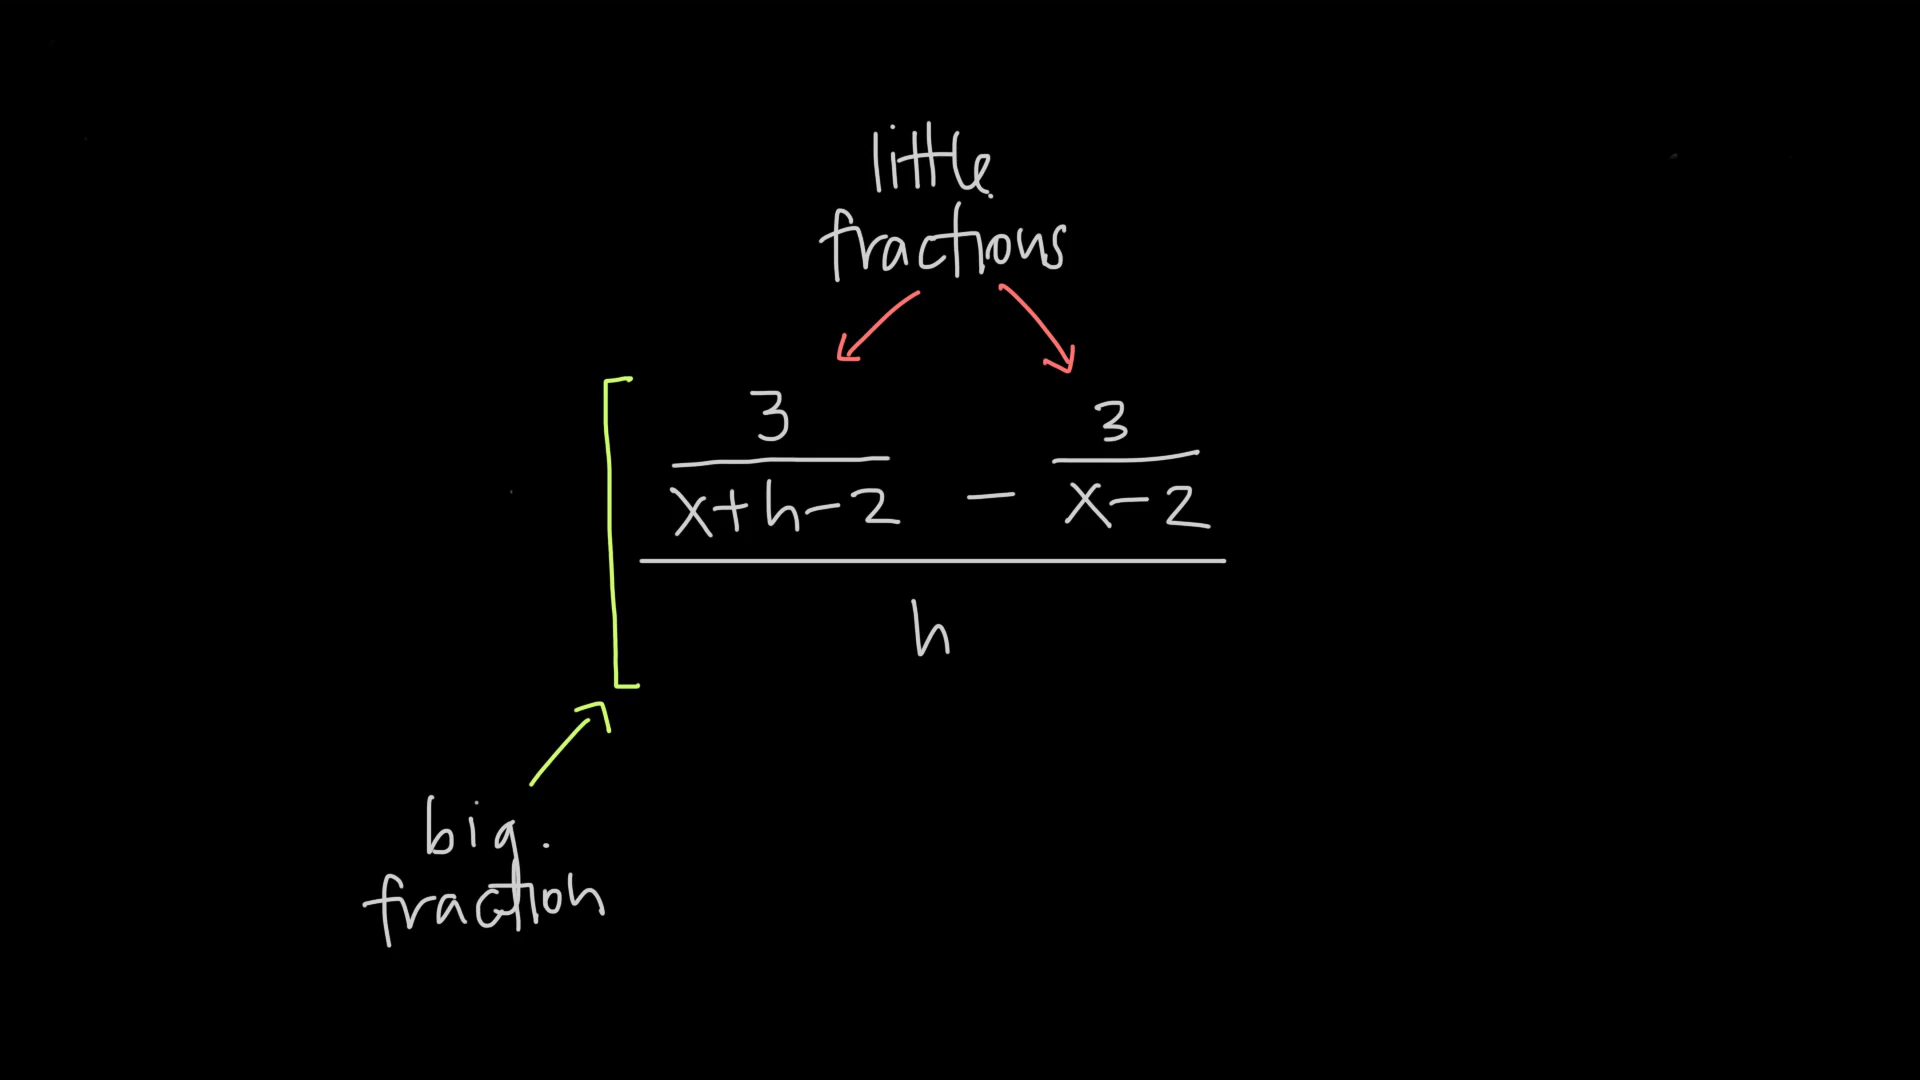 little
fractions
3 3
x+h-2 - x-2
h
big
fraction